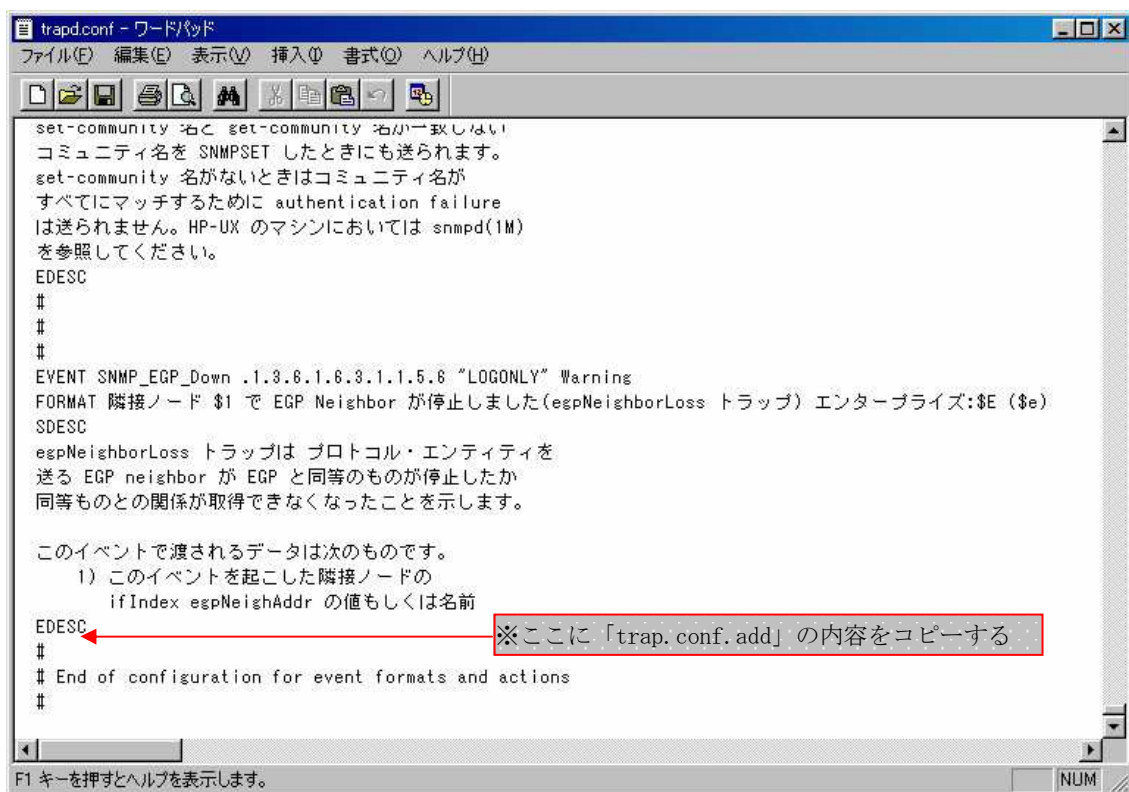 trapd.conf - ワードパッド
ファイル(F) 編集(E) 表示(V) 挿入(I) 書式(O) ヘルプ(H)
set-community 名と get-community 名が一致しない
コミュニティ名を SNMPSET したときにも送られます。
get-community 名がないときはコミュニティ名が
すべてにマッチするために authentication failure
は送られません。HP-UX のマシンにおいては snmpd(1M)
を参照してください。
EDESC
#
#
#
EVENT SNMP_EGP_Down .1.3.6.1.6.3.1.1.5.6 "LOGONLY" Warning
FORMAT 隣接ノード $1 で EGP Neighbor が停止しました(egpNeighborLoss トラップ) エンタープライズ:$E ($e)
SDESC
egpNeighborLoss トラップは プロトコル・エンティティを
送る EGP neighbor が EGP と同等のものが停止したか
同等ものとの関係が取得できなくなったことを示します。
このイベントで渡されるデータは次のものです。
1) このイベントを起こした隣接ノードの
ifIndex egpNeighAddr の値もしくは名前
EDESC
※ここに「trap.conf.add」の内容をコピーする
#
# End of configuration for event formats and actions
#
F1 キーを押すとヘルプを表示します。
NUM